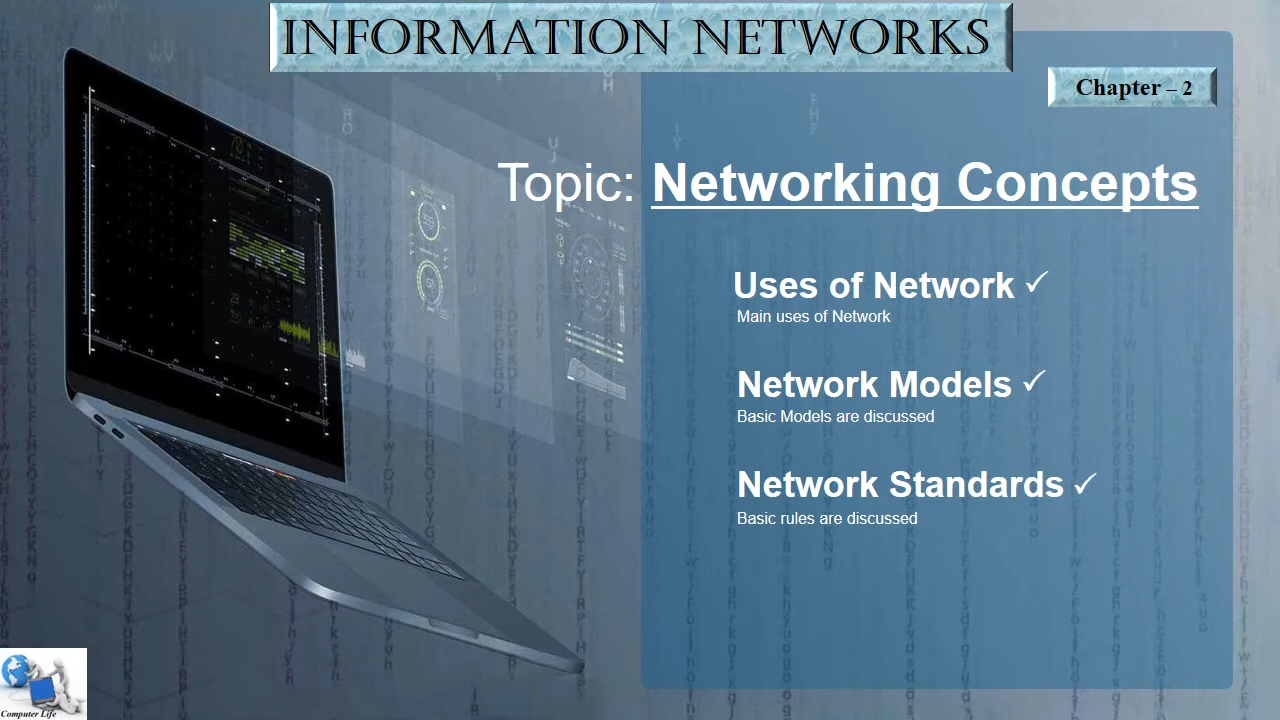 INFORMATION NETWORKS
Chapter – 2
Topic: Networking Concepts
Uses of Network ✓
Main uses of Network
Network Models ✓
Basic Models are discussed
Network Standards ✓
Basic rules are discussed
Computer Life